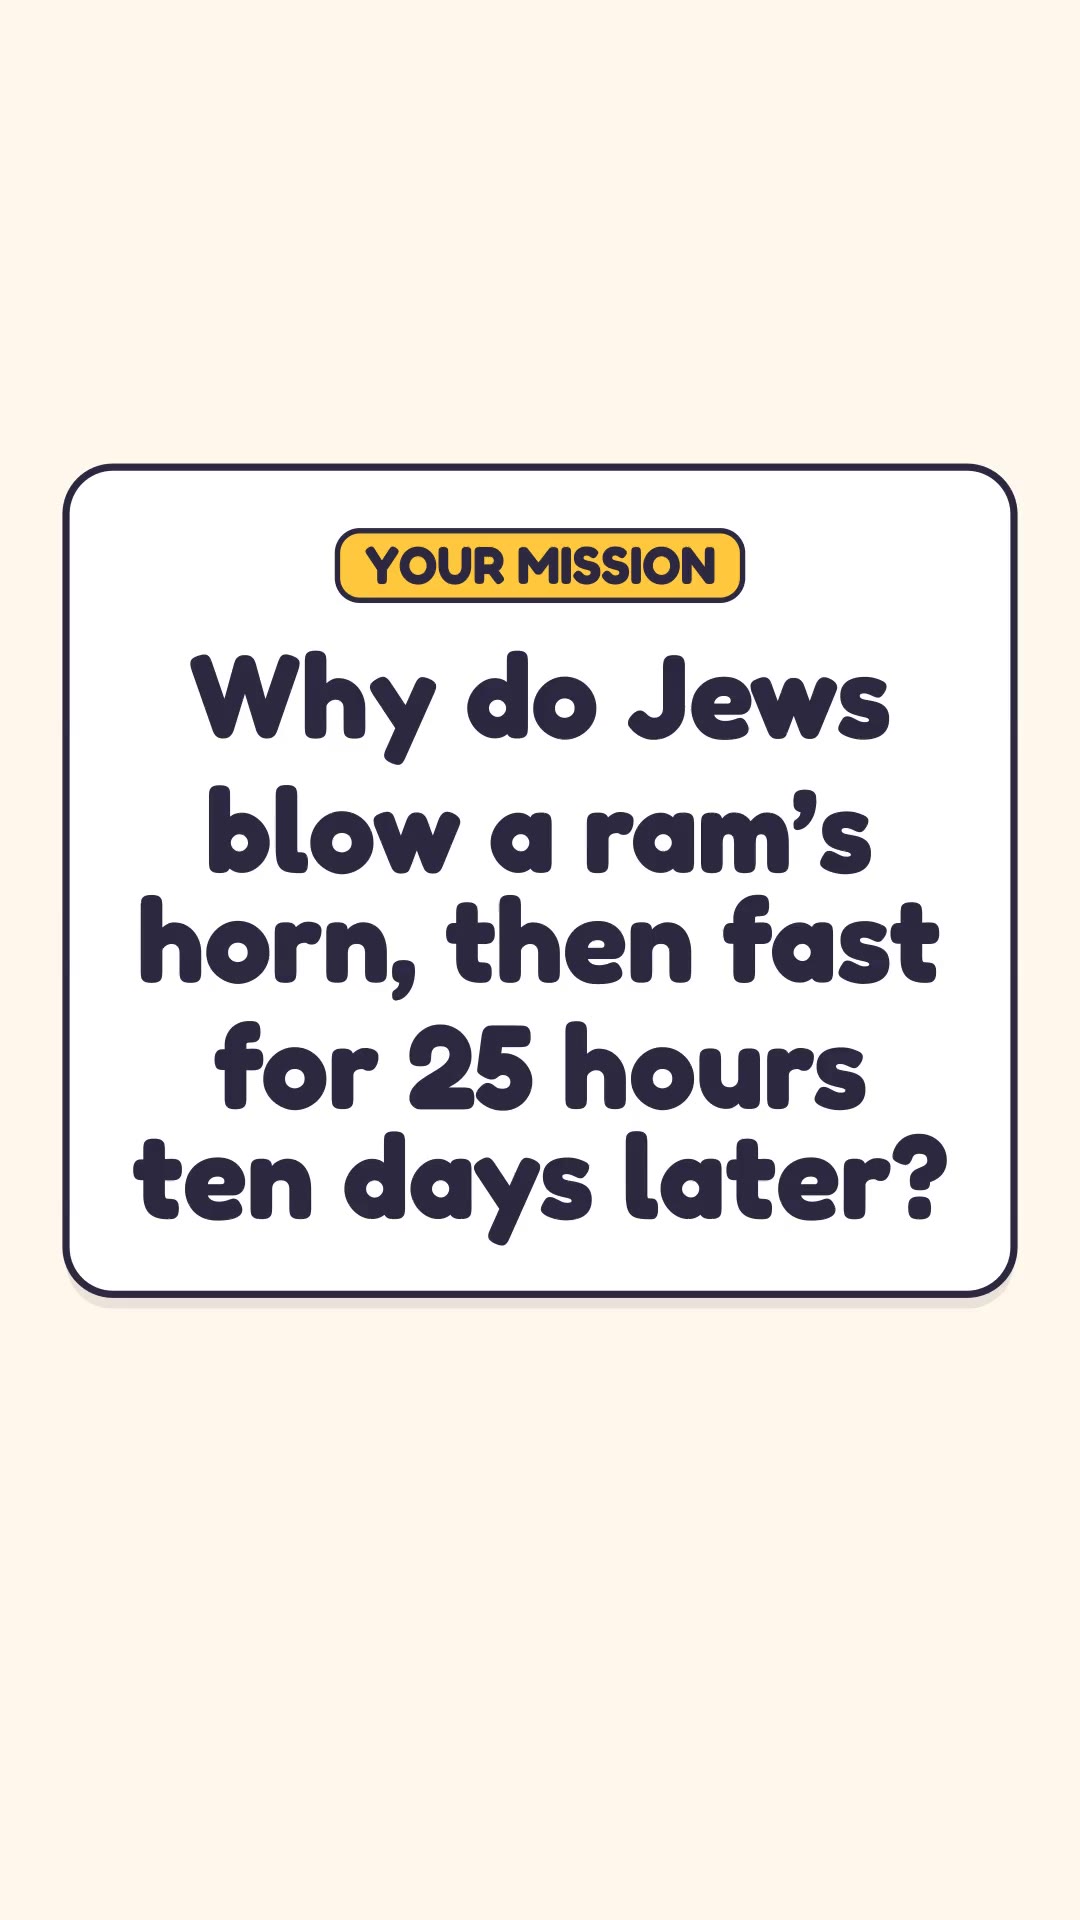 YOUR MISSION
Why do Jews
blow a ram’s
horn, then fast
for 25 hours
ten days later?